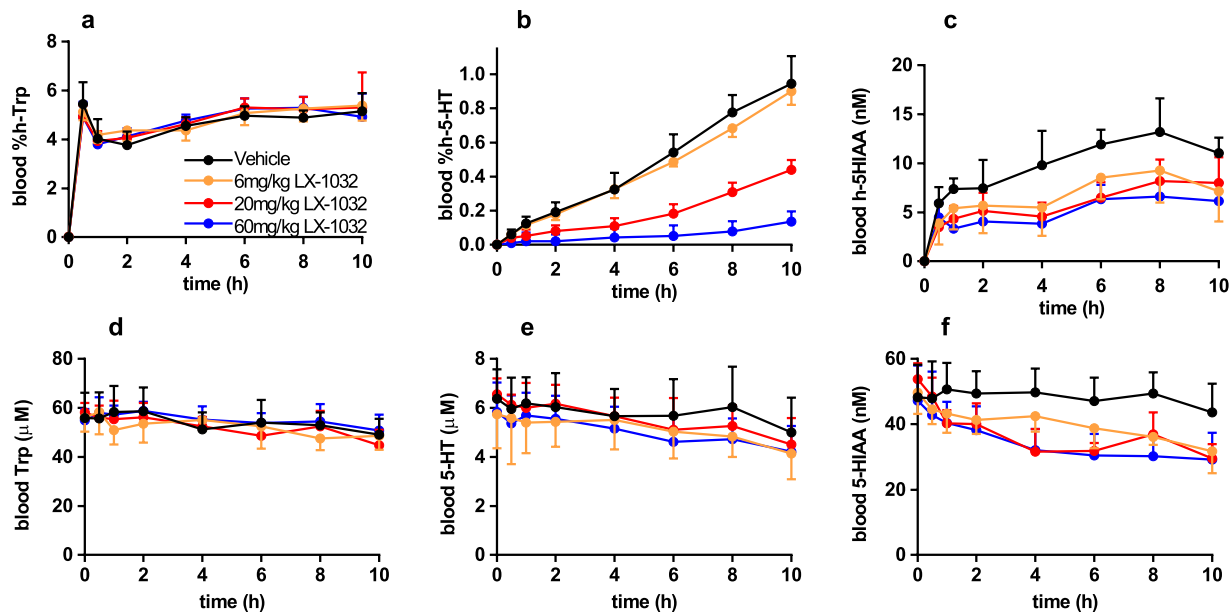 a
blood %h-Trp
8
6
4
2
0
0 2 4 6 8 10
time (h)
Vehicle
6mg/kg LX-1032
20mg/kg LX-1032
60mg/kg LX-1032
b
blood %h-5-HT
1.0
0.8
0.6
0.4
0.2
0.0
0 2 4 6 8 10
time (h)
c
blood h-5HIAA (nM)
20
15
10
5
0
0 2 4 6 8 10
time (h)
d
blood Trp (μ M)
80
60
40
20
0
0 2 4 6 8 10
time (h)
e
blood 5-HT (μ M)
8
6
4
2
0
0 2 4 6 8 10
time (h)
f
blood 5-HIAA (nM)
60
40
20
0
0 2 4 6 8 10
time (h)